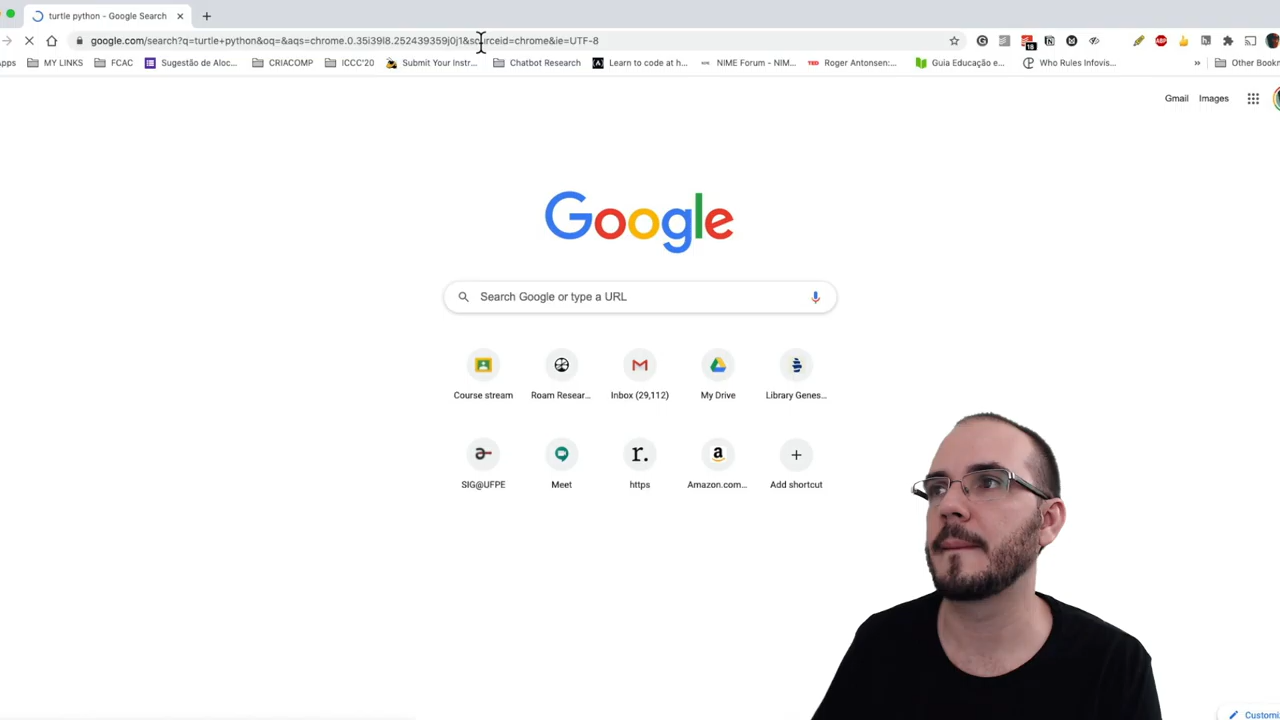 turtle python - Google Search
google.com/search?q=turtle+python&oq=&aqs=chrome.0.35i39l8.252439359j0j1&sourceid=chrome&ie=UTF-8
18
Apps MY LINKS FCAC Sugestão de Aloc... CRIACOMP ICCC'20 Submit Your Instr... Chatbot Research Learn to code at h... NIME Forum - NIM... TED Roger Antonsen:... Guia Educação e... Who Rules Infovis... » Other Bookm
Gmail Images
Google
Search Google or type a URL
Course stream Roam Resear... Inbox (29,112) My Drive Library Genes...
r. a
SIG@UFPE Meet https Amazon.com... Add shortcut
Customi